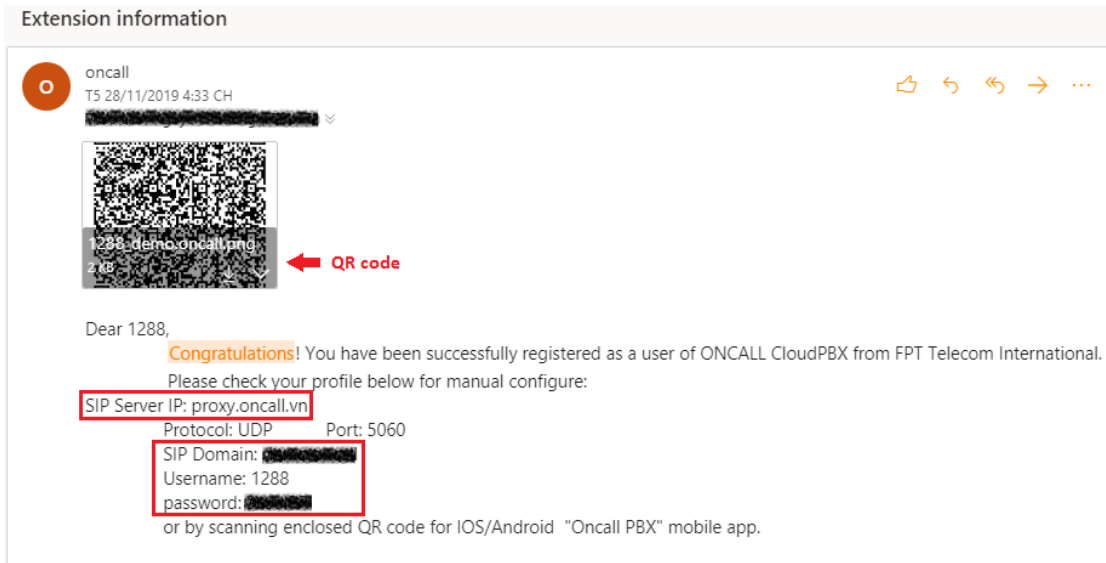 Extension information
O
oncall
T5 28/11/2019 4:33 CH
1288_demo.oncall.png
2 KB
QR code
Dear 1288,
Congratulations! You have been successfully registered as a user of ONCALL CloudPBX from FPT Telecom International.
Please check your profile below for manual configure:
SIP Server IP: proxy.oncall.vn
Protocol: UDP Port: 5060
SIP Domain:
Username: 1288
password:
or by scanning enclosed QR code for IOS/Android "Oncall PBX" mobile app.